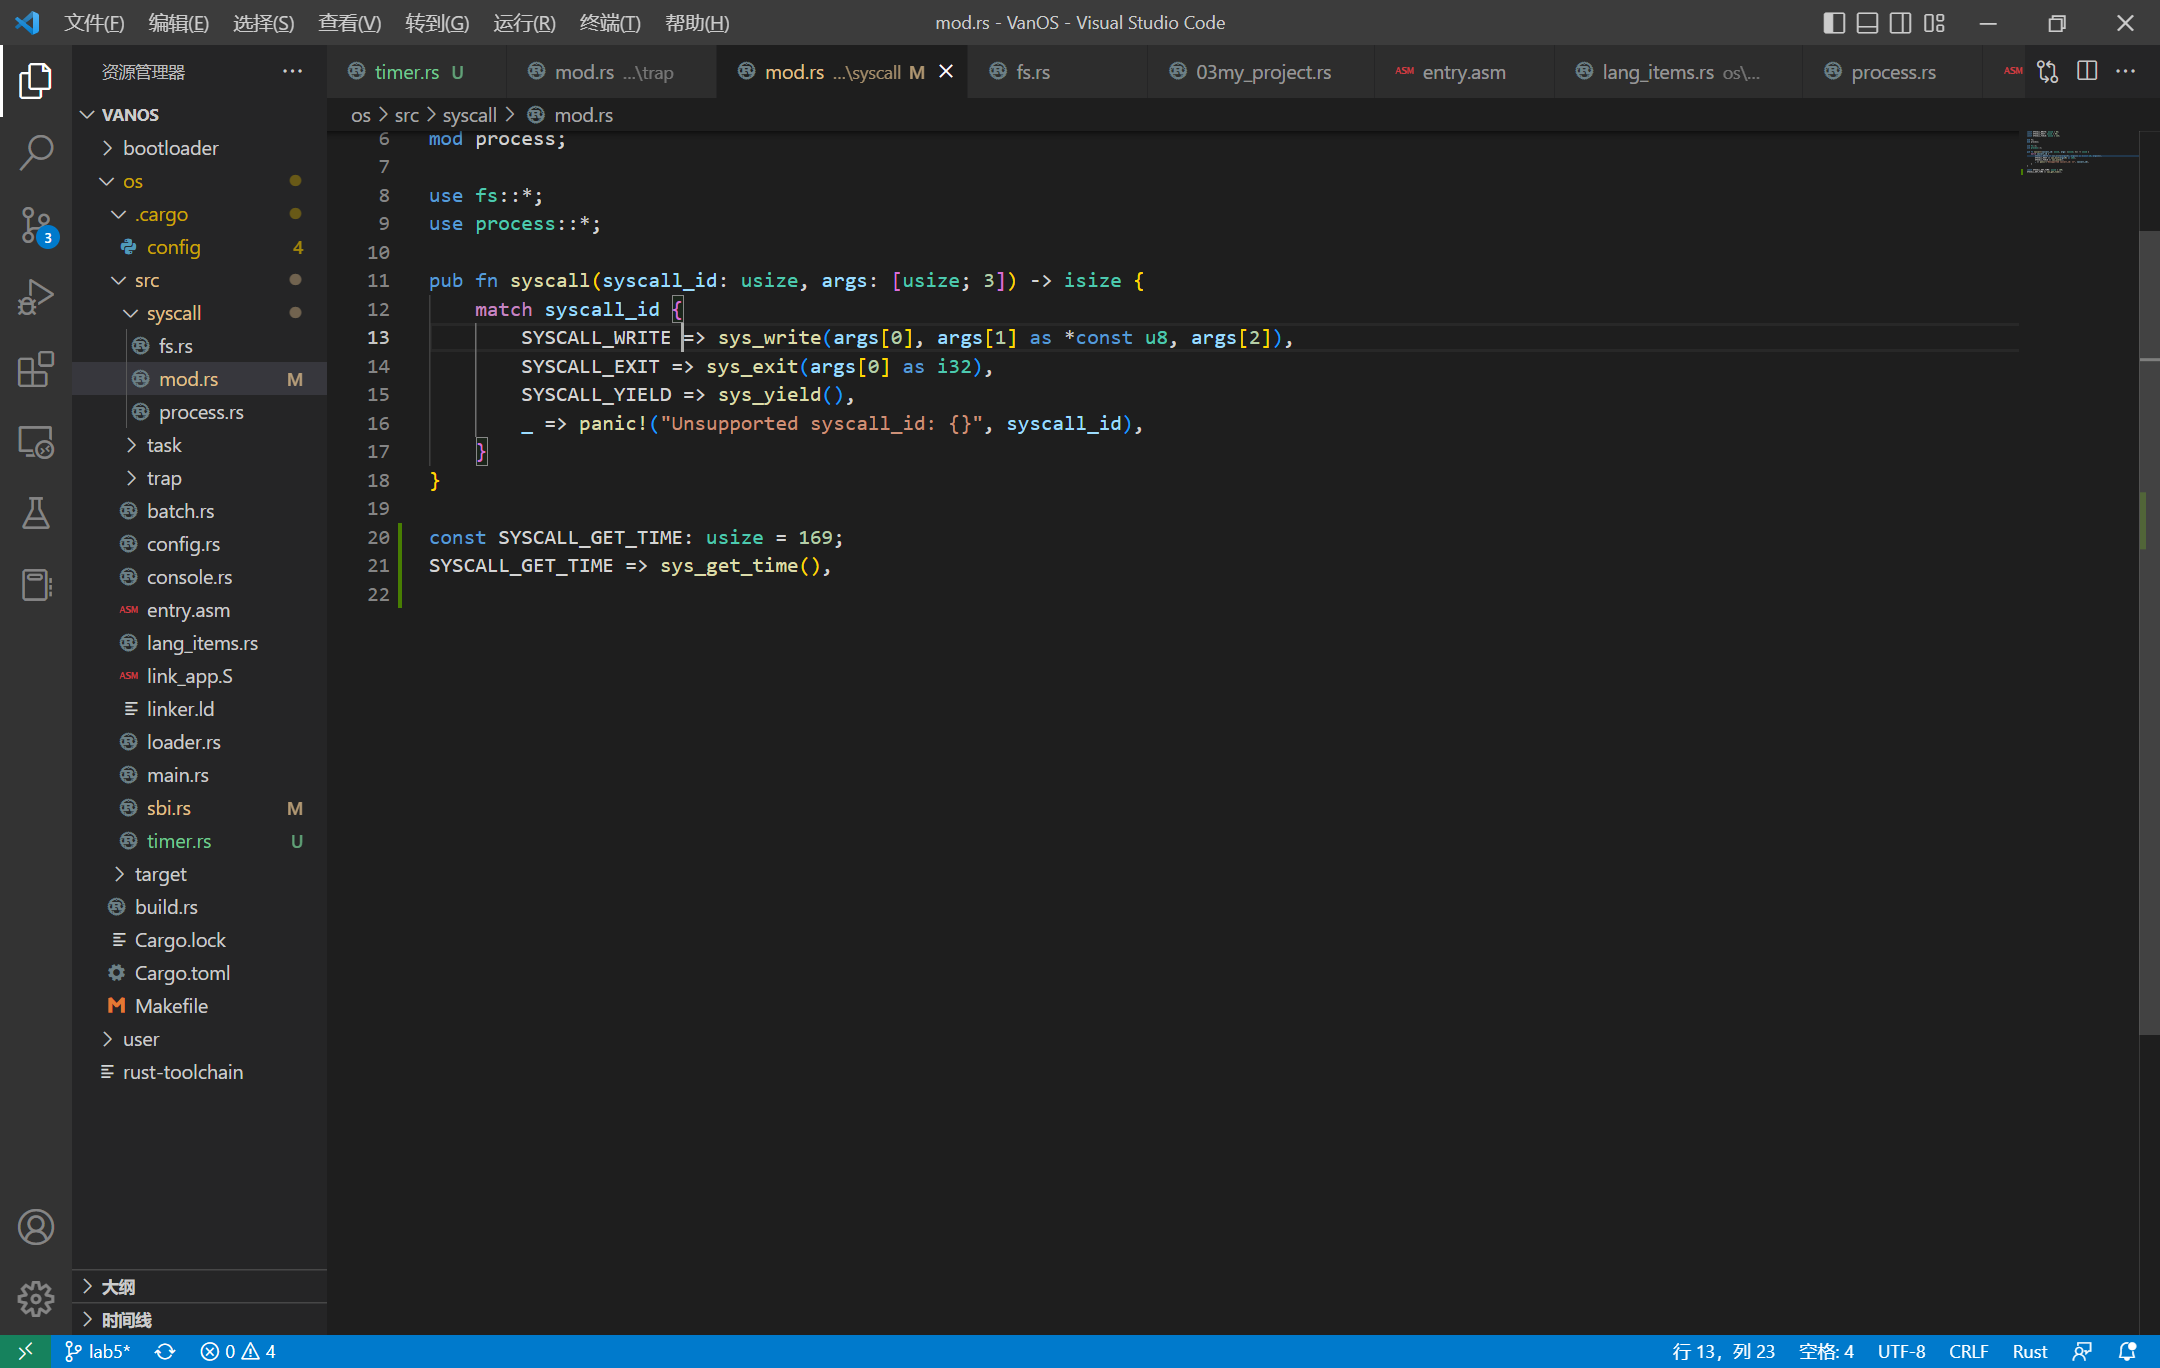 文件(F) 编辑(E) 选择(S) 查看(V) 转到(G) 运行(R) 终端(T) 帮助(H) mod.rs - VanOS - Visual Studio Code
资源管理器 ··· timer.rs U mod.rs ...\trap mod.rs ...\syscall M fs.rs 03my_project.rs ASM entry.asm lang_items.rs os\... process.rs ASM
os > src > syscall > mod.rs
VANOS
bootloader
os
.cargo
config 4
src
syscall
fs.rs
mod.rs M
process.rs
task
trap
batch.rs
config.rs
console.rs
ASM entry.asm
lang_items.rs
ASM link_app.S
linker.ld
loader.rs
main.rs
sbi.rs M
timer.rs U
target
build.rs
Cargo.lock
Cargo.toml
Makefile
user
rust-toolchain
大纲
时间线
3
6 mod process;
7
8 use fs::*;
9 use process::*;
10
11 pub fn syscall(syscall_id: usize, args: [usize; 3]) -> isize {
12     match syscall_id {
13         SYSCALL_WRITE => sys_write(args[0], args[1] as *const u8, args[2]),
14         SYSCALL_EXIT => sys_exit(args[0] as i32),
15         SYSCALL_YIELD => sys_yield(),
16         _ => panic!("Unsupported syscall_id: {}", syscall_id),
17     }
18 }
19
20 const SYSCALL_GET_TIME: usize = 169;
21 SYSCALL_GET_TIME => sys_get_time(),
22
lab5* 0 4 行 13，列 23 空格: 4 UTF-8 CRLF Rust